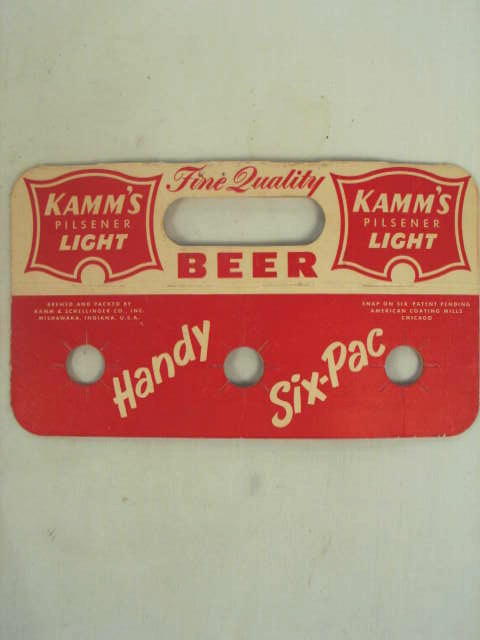 KAMM'S
PILSENER
LIGHT
Fine Quality
BEER
KAMM'S
PILSENER
LIGHT
BREWED AND PACKED BY
KAMM & SCHELLINGER CO., INC.
MISHAWAKA, INDIANA, U.S.A.
SNAP ON SIX PATENT PENDING
AMERICAN COATING MILLS
CHICAGO
Handy
Six-Pac